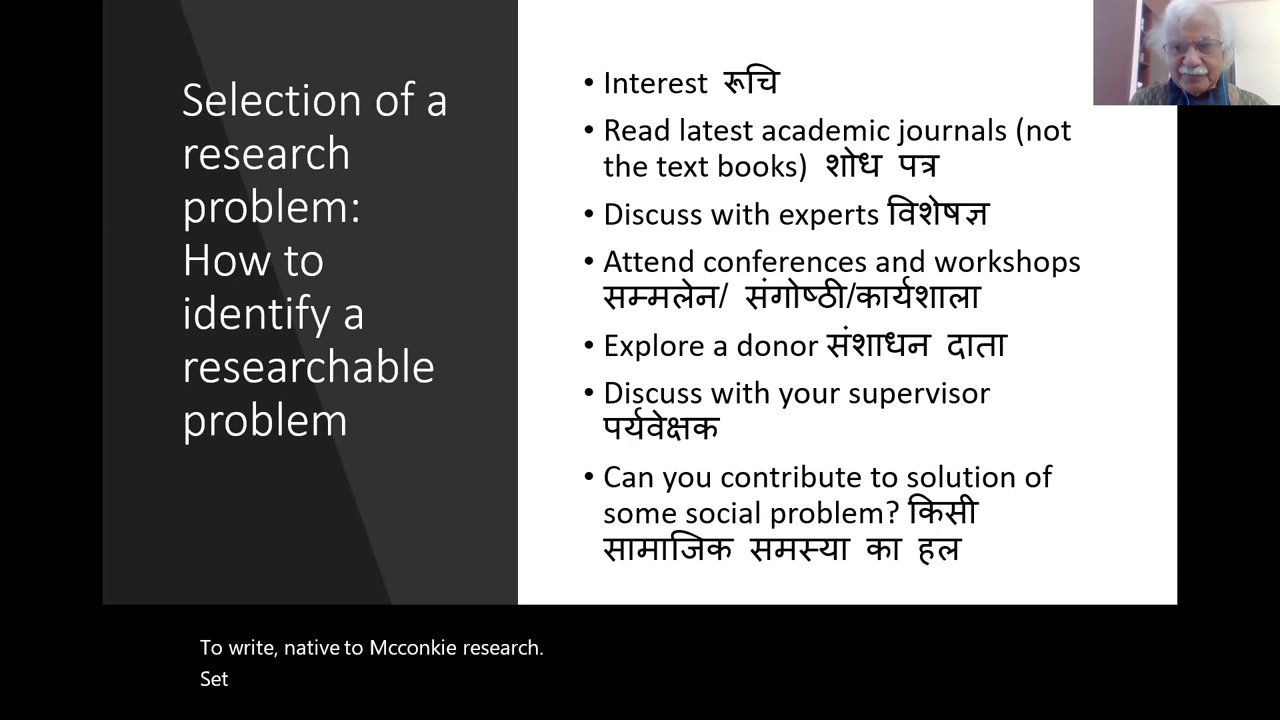 Selection of a
research
problem:
How to
identify a
researchable
problem
• Interest रूचि
• Read latest academic journals (not
the text books) शोध पत्र
• Discuss with experts विशेषज्ञ
• Attend conferences and workshops
सम्मलेन/ संगोष्ठी/कार्यशाला
• Explore a donor संशाधन दाता
• Discuss with your supervisor
पर्यवेक्षक
• Can you contribute to solution of
some social problem? किसी
सामाजिक समस्या का हल
To write, native to Mcconkie research.
Set